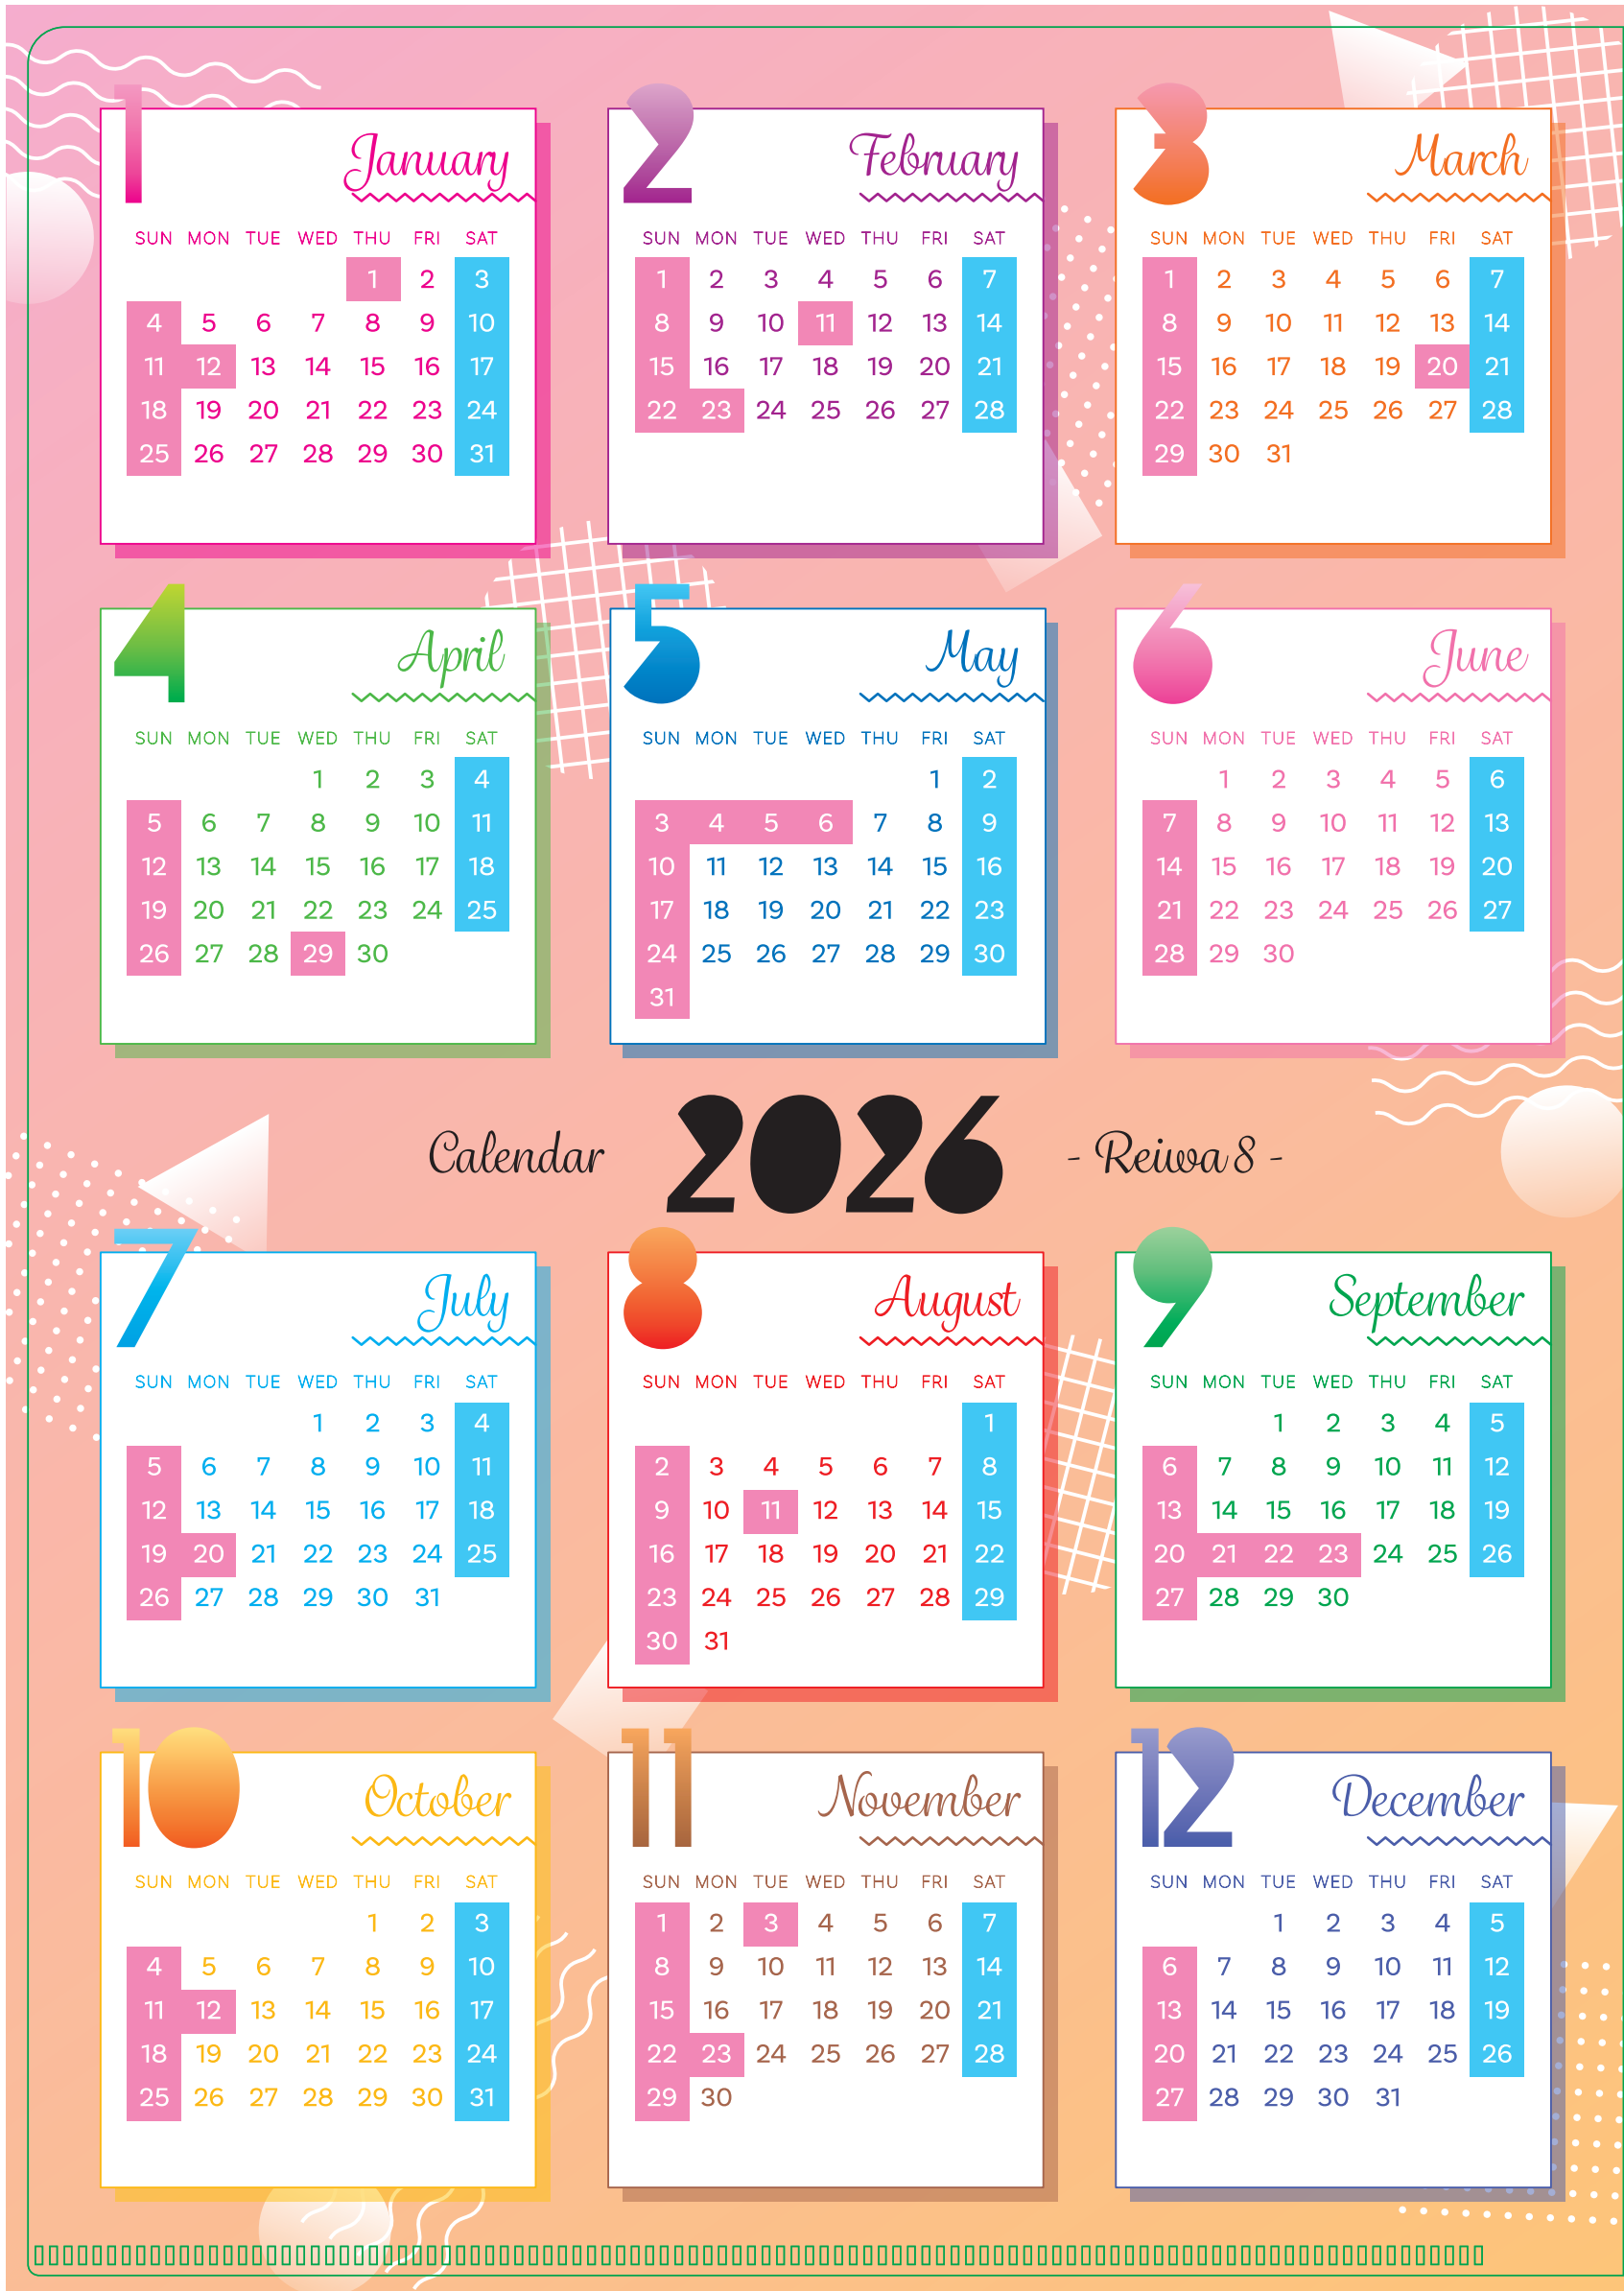 1
January
SUN MON TUE WED THU FRI SAT
1 2 3
4 5 6 7 8 9 10
11 12 13 14 15 16 17
18 19 20 21 22 23 24
25 26 27 28 29 30 31
2
February
SUN MON TUE WED THU FRI SAT
1 2 3 4 5 6 7
8 9 10 11 12 13 14
15 16 17 18 19 20 21
22 23 24 25 26 27 28
3
March
SUN MON TUE WED THU FRI SAT
1 2 3 4 5 6 7
8 9 10 11 12 13 14
15 16 17 18 19 20 21
22 23 24 25 26 27 28
29 30 31
4
April
SUN MON TUE WED THU FRI SAT
1 2 3 4
5 6 7 8 9 10 11
12 13 14 15 16 17 18
19 20 21 22 23 24 25
26 27 28 29 30
5
May
SUN MON TUE WED THU FRI SAT
1 2
3 4 5 6 7 8 9
10 11 12 13 14 15 16
17 18 19 20 21 22 23
24 25 26 27 28 29 30
31
6
June
SUN MON TUE WED THU FRI SAT
1 2 3 4 5 6
7 8 9 10 11 12 13
14 15 16 17 18 19 20
21 22 23 24 25 26 27
28 29 30
Calendar 2026 - Reiwa 8 -
7
July
SUN MON TUE WED THU FRI SAT
1 2 3 4
5 6 7 8 9 10 11
12 13 14 15 16 17 18
19 20 21 22 23 24 25
26 27 28 29 30 31
8
August
SUN MON TUE WED THU FRI SAT
1
2 3 4 5 6 7 8
9 10 11 12 13 14 15
16 17 18 19 20 21 22
23 24 25 26 27 28 29
30 31
9
September
SUN MON TUE WED THU FRI SAT
1 2 3 4 5
6 7 8 9 10 11 12
13 14 15 16 17 18 19
20 21 22 23 24 25 26
27 28 29 30
10
October
SUN MON TUE WED THU FRI SAT
1 2 3
4 5 6 7 8 9 10
11 12 13 14 15 16 17
18 19 20 21 22 23 24
25 26 27 28 29 30 31
11
November
SUN MON TUE WED THU FRI SAT
1 2 3 4 5 6 7
8 9 10 11 12 13 14
15 16 17 18 19 20 21
22 23 24 25 26 27 28
29 30
12
December
SUN MON TUE WED THU FRI SAT
1 2 3 4 5
6 7 8 9 10 11 12
13 14 15 16 17 18 19
20 21 22 23 24 25 26
27 28 29 30 31